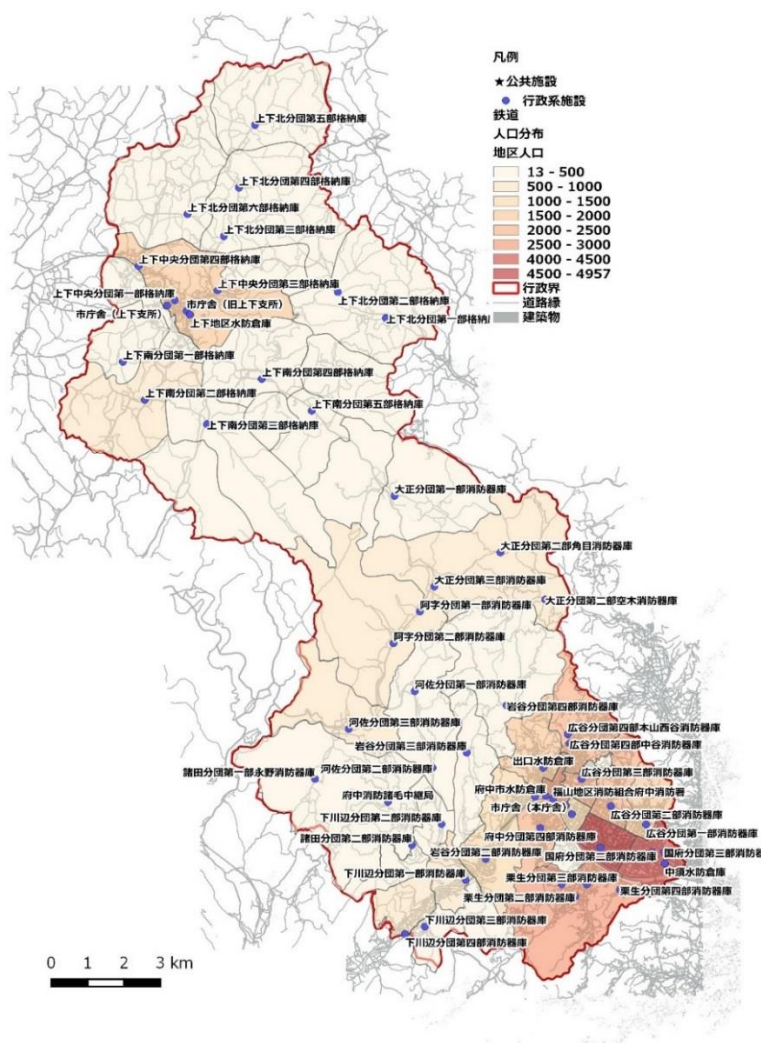 凡例
★公共施設
行政系施設
鉄道
人口分布
地区人口
13 - 500
500 - 1000
1000 - 1500
1500 - 2000
2000 - 2500
2500 - 3000
4000 - 4500
4500 - 4957
行政界
道路縁
建築物
上下北分団第五部格納庫
上下北分団第四部格納庫
上下北分団第六部格納庫
上下北分団第三部格納庫
上下中央分団第四部格納庫
上下中央分団第三部格納庫
上下中央分団第一部格納庫
市庁舎（旧上下支所）
上下北分団第二部格納庫
市庁舎（上下支所）
上下地区水防倉庫
上下北分団第一部格納庫
上下南分団第一部格納庫
上下南分団第四部格納庫
上下南分団第二部格納庫
上下南分団第五部格納庫
上下南分団第三部格納庫
大正分団第一部消防器庫
大正分団第二部角目消防器庫
大正分団第三部消防器庫
大正分団第二部空木消防器庫
阿字分団第一部消防器庫
阿字分団第二部消防器庫
河佐分団第一部消防器庫
岩谷分団第四部消防器庫
河佐分団第三部消防器庫
広谷分団第四部本山西谷消防器庫
広谷分団第四部中谷消防器庫
岩谷分団第三部消防器庫
出口水防倉庫
諸田分団第一部永野消防器庫
河佐分団第二部消防器庫
広谷分団第三部消防器庫
府中市水防倉庫
福山地区消防組合府中消防署
府中消防諸毛中継局
市庁舎（本庁舎）
広谷分団第二部消防器庫
下川辺分団第二部消防器庫
府中分団第四部消防器庫
広谷分団第一部消防器庫
諸田分団第二部消防器庫
岩谷分団第二部消防器庫
国府分団第二部消防器庫
国府分団第三部消防器
中須水防倉庫
下川辺分団第一部消防器庫
栗生分団第三部消防器庫
栗生分団第二部消防器庫
栗生分団第四部消防器庫
下川辺分団第三部消防器庫
下川辺分団第四部消防器庫
0 1 2 3 km